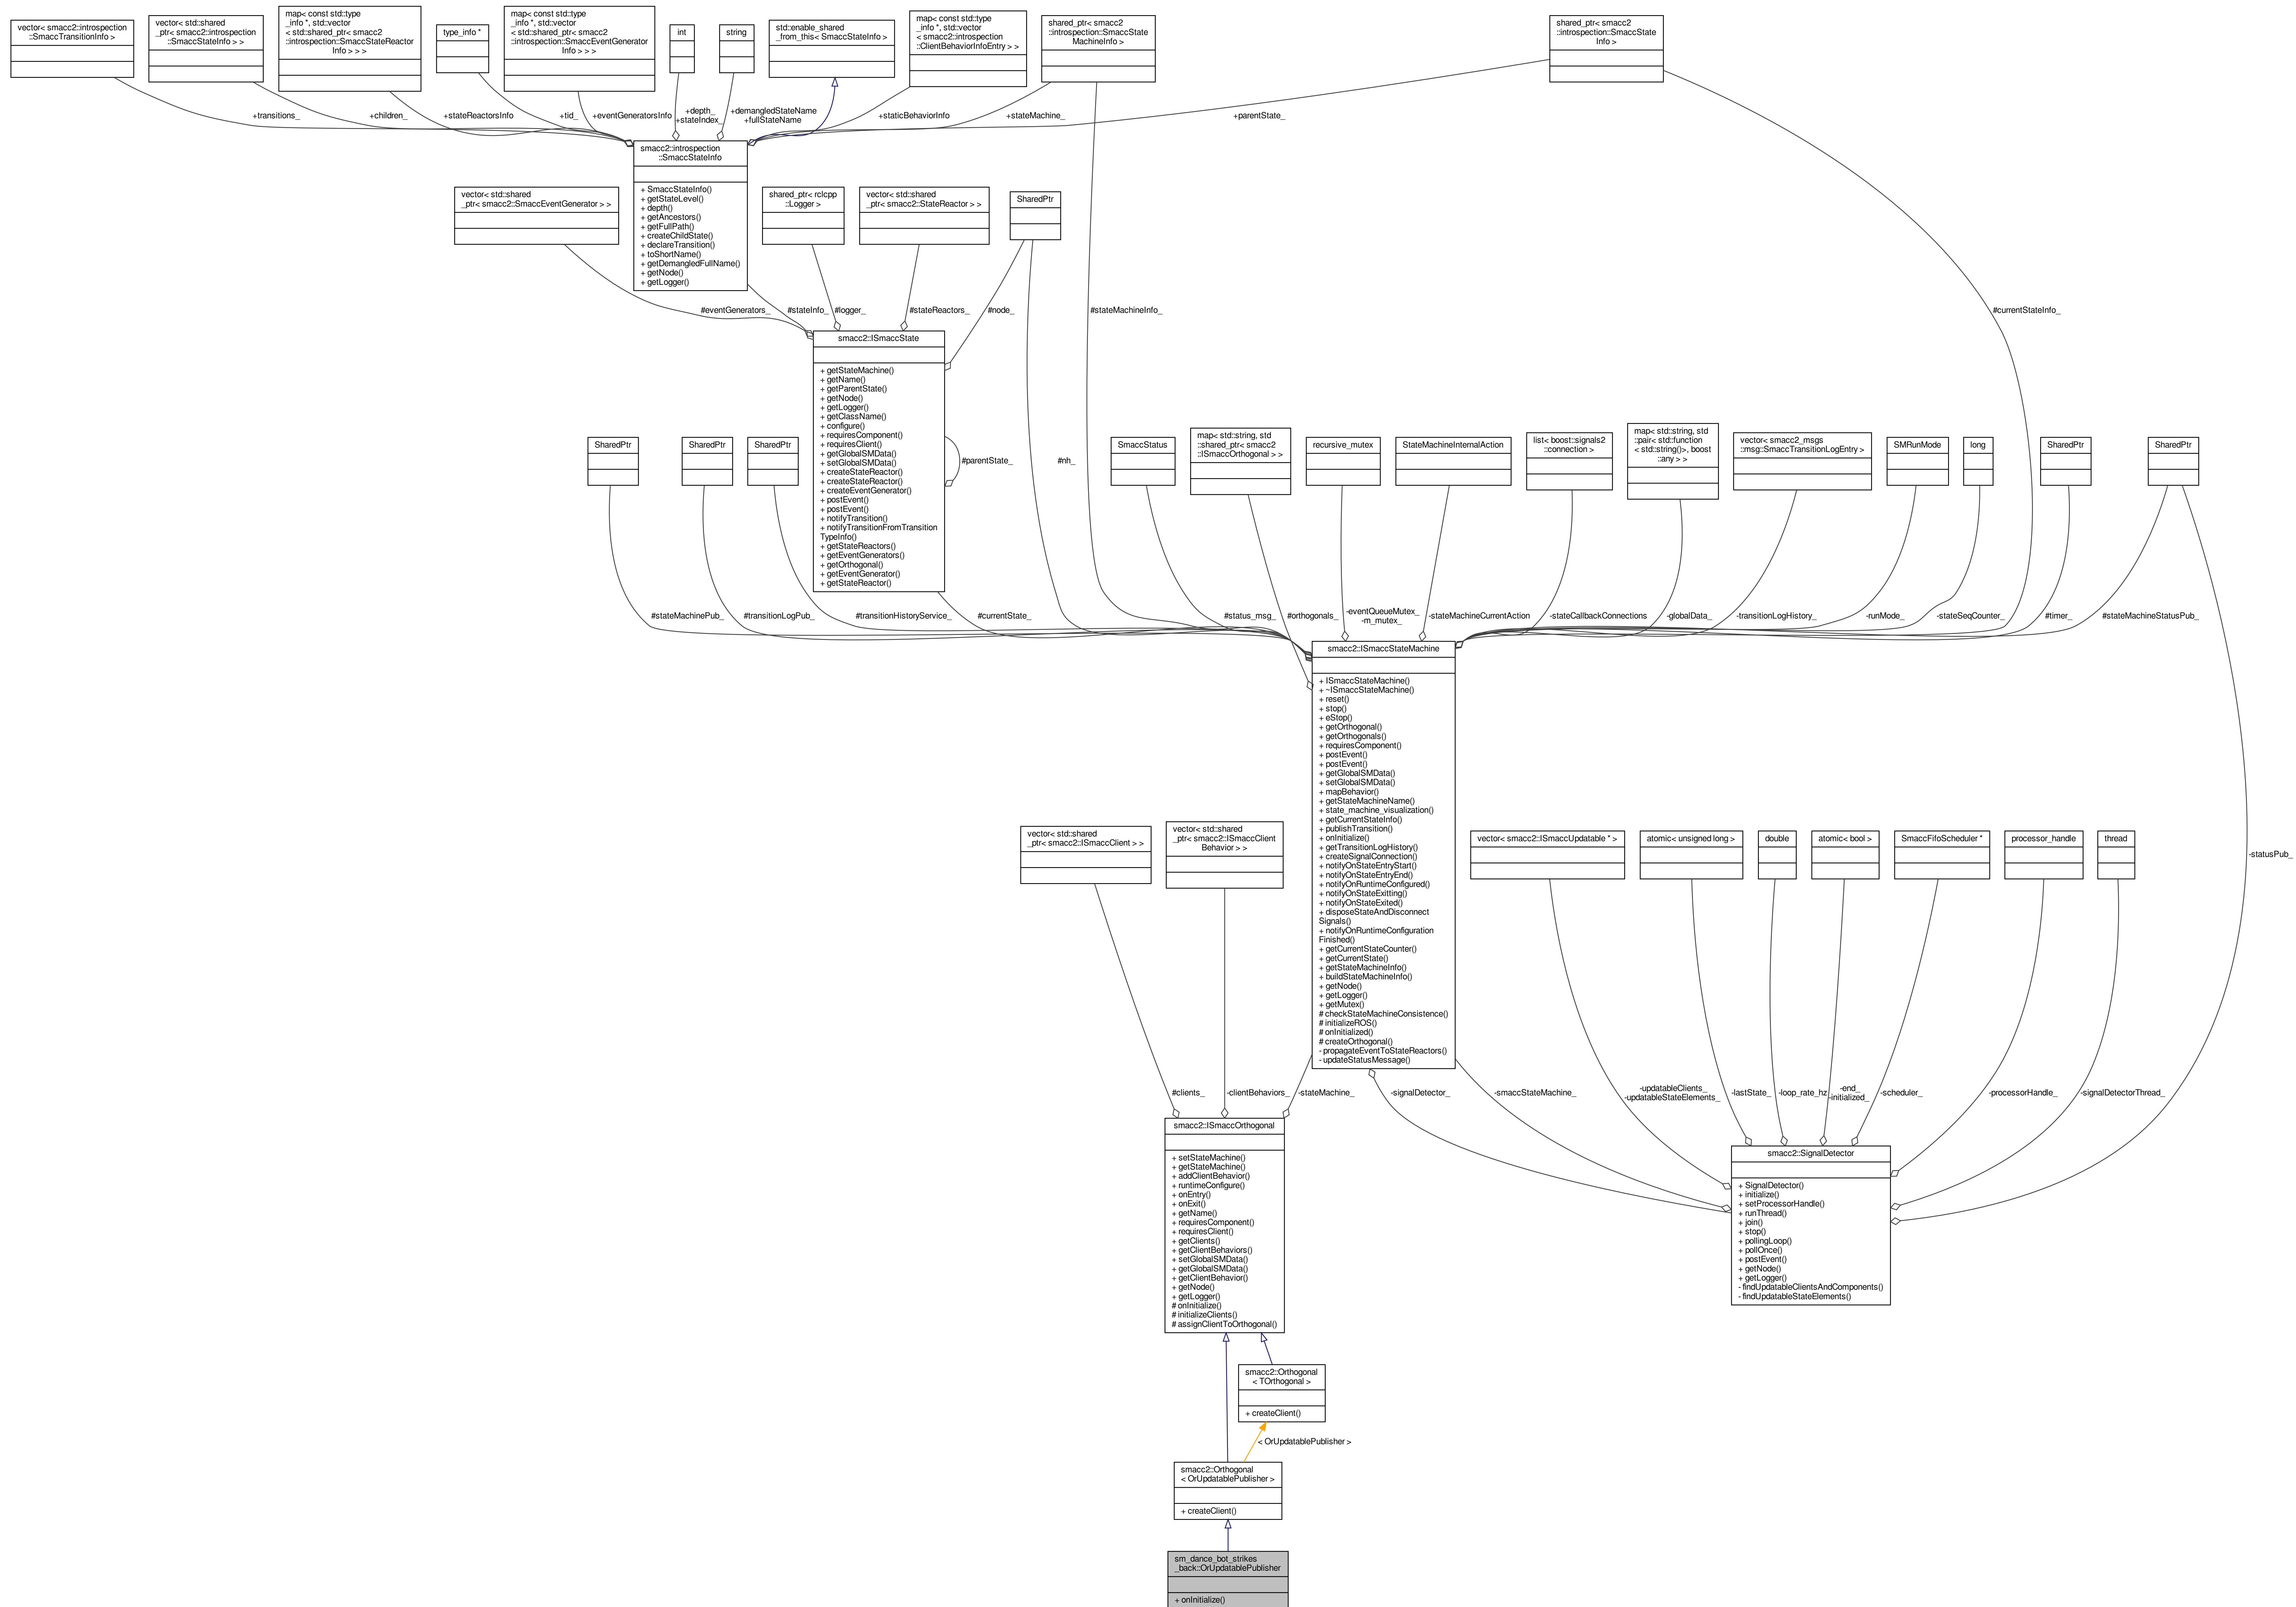 vector< smacc2::introspection
::SmaccTransitionInfo >
vector< std::shared
_ptr< smacc2::introspection
::SmaccStateInfo > >
map< const std::type
_info *, std::vector
< std::shared_ptr< smacc2
::introspection::SmaccStateReactor
Info > > >
type_info *
map< const std::type
_info *, std::vector
< std::shared_ptr< smacc2
::introspection::SmaccEventGenerator
Info > > >
int
string
std::enable_shared
_from_this< SmaccStateInfo >
map< const std::type
_info *, std::vector
< smacc2::introspection
::ClientBehaviorInfoEntry > >
shared_ptr< smacc2
::introspection::SmaccState
MachineInfo >
shared_ptr< smacc2
::introspection::SmaccState
Info >
+transitions_
+children_
+stateReactorsInfo
+tid_
+eventGeneratorsInfo
+depth_
+stateIndex_
+demangledStateName
+fullStateName
+staticBehaviorInfo
+stateMachine_
+parentState_
smacc2::introspection
::SmaccStateInfo
+ SmaccStateInfo()
+ getStateLevel()
+ depth()
+ getAncestors()
+ getFullPath()
+ createChildState()
+ declareTransition()
+ toShortName()
+ getDemangledFullName()
+ getNode()
+ getLogger()
vector< std::shared
_ptr< smacc2::SmaccEventGenerator > >
shared_ptr< rclcpp
::Logger >
vector< std::shared
_ptr< smacc2::StateReactor > >
SharedPtr
#eventGenerators_
#stateInfo_
#logger_
#stateReactors_
#node_
#stateMachineInfo_
#currentStateInfo_
smacc2::ISmaccState
+ getStateMachine()
+ getName()
+ getParentState()
+ getNode()
+ getLogger()
+ getClassName()
+ configure()
+ requiresComponent()
+ requiresClient()
+ getGlobalSMData()
+ setGlobalSMData()
+ createStateReactor()
+ createStateReactor()
+ createEventGenerator()
+ postEvent()
+ postEvent()
+ notifyTransition()
+ notifyTransitionFromTransition
TypeInfo()
+ getStateReactors()
+ getEventGenerators()
+ getOrthogonal()
+ getEventGenerator()
+ getStateReactor()
#parentState_
#nh_
SharedPtr
SharedPtr
SharedPtr
SmaccStatus
map< std::string, std
::shared_ptr< smacc2
::ISmaccOrthogonal > >
recursive_mutex
StateMachineInternalAction
list< boost::signals2
::connection >
map< std::string, std
::pair< std::function
< std::string()>, boost
::any > >
vector< smacc2_msgs
::msg::SmaccTransitionLogEntry >
SMRunMode
long
SharedPtr
SharedPtr
#stateMachinePub_
#transitionLogPub_
#transitionHistoryService_
#currentState_
#status_msg_
#orthogonals_
-eventQueueMutex_
-m_mutex_
-stateMachineCurrentAction
-stateCallbackConnections
-globalData_
-transitionLogHistory_
-runMode_
-stateSeqCounter_
#timer_
#stateMachineStatusPub_
smacc2::ISmaccStateMachine
+ ISmaccStateMachine()
+ ~ISmaccStateMachine()
+ reset()
+ stop()
+ eStop()
+ getOrthogonal()
+ getOrthogonals()
+ requiresComponent()
+ postEvent()
+ postEvent()
+ getGlobalSMData()
+ setGlobalSMData()
+ mapBehavior()
+ getStateMachineName()
+ state_machine_visualization()
+ getCurrentStateInfo()
+ publishTransition()
+ onInitialize()
+ getTransitionLogHistory()
+ createSignalConnection()
+ notifyOnStateEntryStart()
+ notifyOnStateEntryEnd()
+ notifyOnRuntimeConfigured()
+ notifyOnStateExitting()
+ notifyOnStateExited()
+ disposeStateAndDisconnect
Signals()
+ notifyOnRuntimeConfiguration
Finished()
+ getCurrentStateCounter()
+ getCurrentState()
+ getStateMachineInfo()
+ buildStateMachineInfo()
+ getNode()
+ getLogger()
+ getMutex()
# checkStateMachineConsistence()
# initializeROS()
# onInitialized()
# createOrthogonal()
- propagateEventToStateReactors()
- updateStatusMessage()
vector< std::shared
_ptr< smacc2::ISmaccClient > >
vector< std::shared
_ptr< smacc2::ISmaccClient
Behavior > >
vector< smacc2::ISmaccUpdatable * >
atomic< unsigned long >
double
atomic< bool >
SmaccFifoScheduler *
processor_handle
thread
-statusPub_
#clients_
-clientBehaviors_
-stateMachine_
-signalDetector_
-smaccStateMachine_
-updatableClients_
-updatableStateElements_
-lastState_
-loop_rate_hz
-end_
-initialized_
-scheduler_
-processorHandle_
-signalDetectorThread_
smacc2::ISmaccOrthogonal
+ setStateMachine()
+ getStateMachine()
+ addClientBehavior()
+ runtimeConfigure()
+ onEntry()
+ onExit()
+ getName()
+ requiresComponent()
+ requiresClient()
+ getClients()
+ getClientBehaviors()
+ setGlobalSMData()
+ getGlobalSMData()
+ getClientBehavior()
+ getNode()
+ getLogger()
# onInitialize()
# initializeClients()
# assignClientToOrthogonal()
smacc2::SignalDetector
+ SignalDetector()
+ initialize()
+ setProcessorHandle()
+ runThread()
+ join()
+ stop()
+ pollingLoop()
+ pollOnce()
+ postEvent()
+ getNode()
+ getLogger()
- findUpdatableClientsAndComponents()
- findUpdatableStateElements()
smacc2::Orthogonal
< TOrthogonal >
+ createClient()
< OrUpdatablePublisher >
smacc2::Orthogonal
< OrUpdatablePublisher >
+ createClient()
sm_dance_bot_strikes
_back::OrUpdatablePublisher
+ onInitialize()